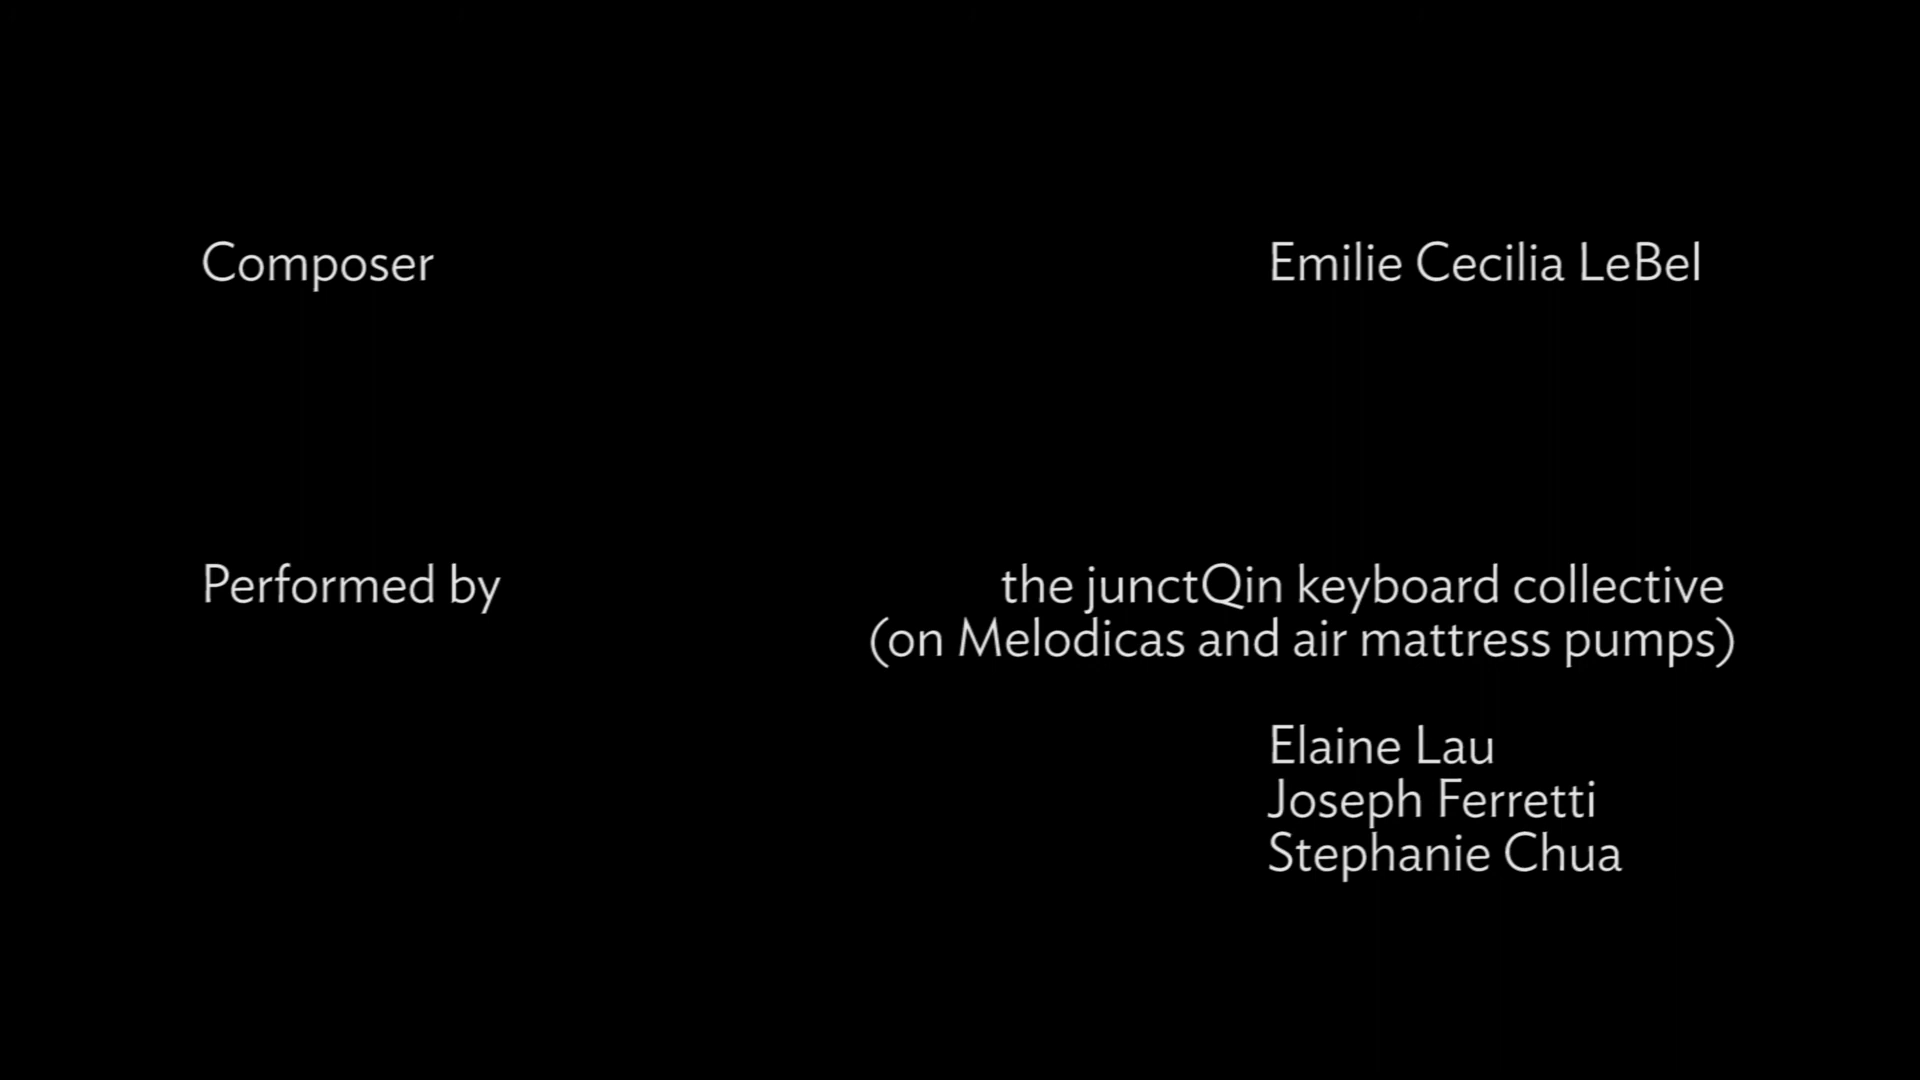 Composer Emilie Cecilia LeBel
Performed by the junctQin keyboard collective
(on Melodicas and air mattress pumps)
Elaine Lau
Joseph Ferretti
Stephanie Chua